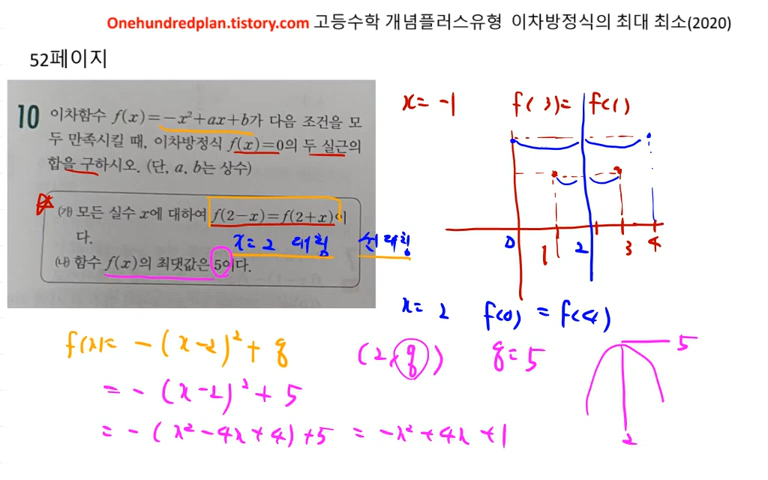 Onehundredplan.tistory.com 고등수학 개념플러스유형 이차방정식의 최대 최소(2020)
52페이지
10 이차함수 f(x)=-x²+ax+b가 다음 조건을 모
두 만족시킬 때, 이차방정식 f(x)=0의 두 실근의
합을 구하시오. (단, a, b는 상수)
(가) 모든 실수 x에 대하여 f(2-x)=f(2+x)이
다.
x=2 대칭 선대칭
(나) 함수 f(x)의 최댓값은 5이다.
x=-1 f(3)= f(1)
0 1 2 3 4
x=2 f(0) = f(4)
f(x)= -(x-2)²+q (2, q) q=5
5
= -(x-2)²+5
= -(x²-4x+4)+5 = -x²+4x+1
2